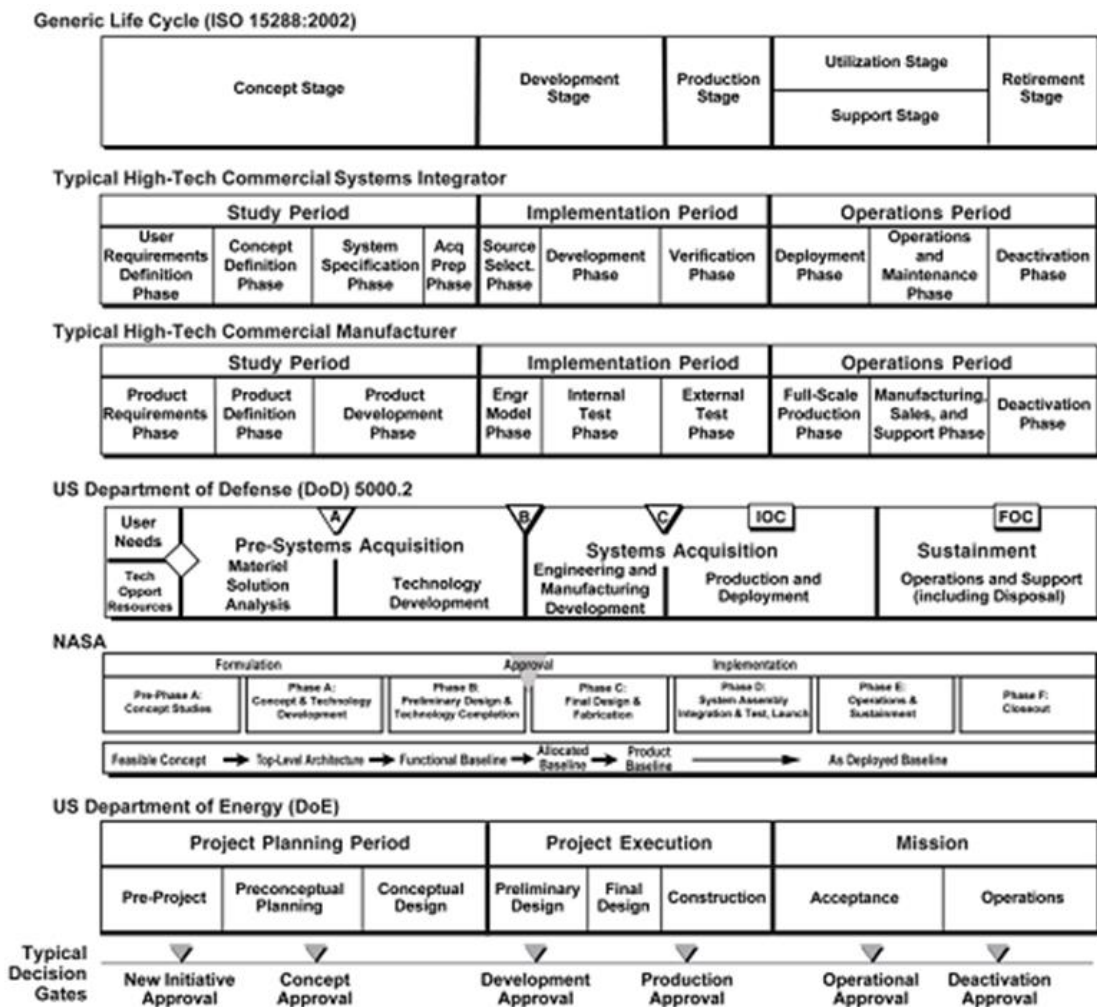 Generic Life Cycle (ISO 15288:2002)
Concept Stage
Development
Stage
Production
Stage
Utilization Stage
Support Stage
Retirement
Stage
Typical High-Tech Commercial Systems Integrator
Study Period
Implementation Period
Operations Period
User
Requirements
Definition
Phase
Concept
Definition
Phase
System
Specification
Phase
Acq
Prep
Phase
Source
Select.
Phase
Development
Phase
Verification
Phase
Deployment
Phase
Operations
and
Maintenance
Phase
Deactivation
Phase
Typical High-Tech Commercial Manufacturer
Study Period
Implementation Period
Operations Period
Product
Requirements
Phase
Product
Definition
Phase
Product
Development
Phase
Engr
Model
Phase
Internal
Test
Phase
External
Test
Phase
Full-Scale
Production
Phase
Manufacturing,
Sales, and
Support Phase
Deactivation
Phase
US Department of Defense (DoD) 5000.2
User
Needs
Tech
Opport
Resources
A
B
C
IOC
FOC
Pre-Systems Acquisition
Materiel
Solution
Analysis
Technology
Development
Systems Acquisition
Engineering and
Manufacturing
Development
Production and
Deployment
Sustainment
Operations and Support
(including Disposal)
NASA
Formulation
Approval
Implementation
Pre-Phase A:
Concept Studies
Phase A:
Concept & Technology
Development
Phase B:
Preliminary Design &
Technology Completion
Phase C:
Final Design &
Fabrication
Phase D:
System Assembly
Integration & Test, Launch
Phase E:
Operations &
Sustainment
Phase F:
Closeout
Feasible Concept
Top-Level Architecture
Functional Baseline
Allocated
Baseline
Product
Baseline
As Deployed Baseline
US Department of Energy (DoE)
Project Planning Period
Project Execution
Mission
Pre-Project
Preconceptual
Planning
Conceptual
Design
Preliminary
Design
Final
Design
Construction
Acceptance
Operations
Typical
Decision
Gates
New Initiative
Approval
Concept
Approval
Development
Approval
Production
Approval
Operational
Approval
Deactivation
Approval